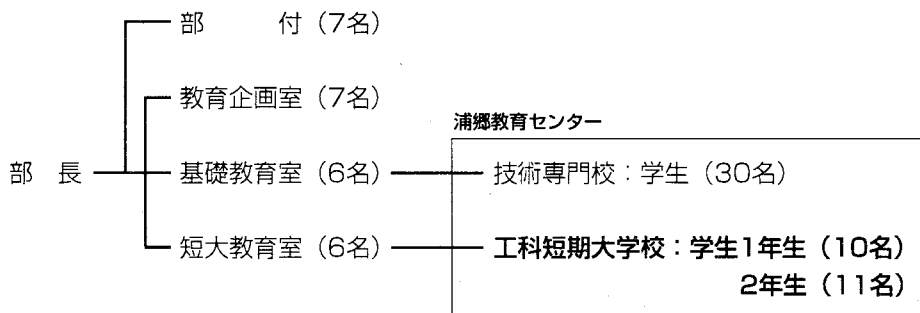 部　　付（7名）
教育企画室（7名）
浦郷教育センター
部　長
基礎教育室（6名）
技術専門校：学生（30名）
短大教育室（6名）
工科短期大学校：学生1年生（10名）
2年生（11名）